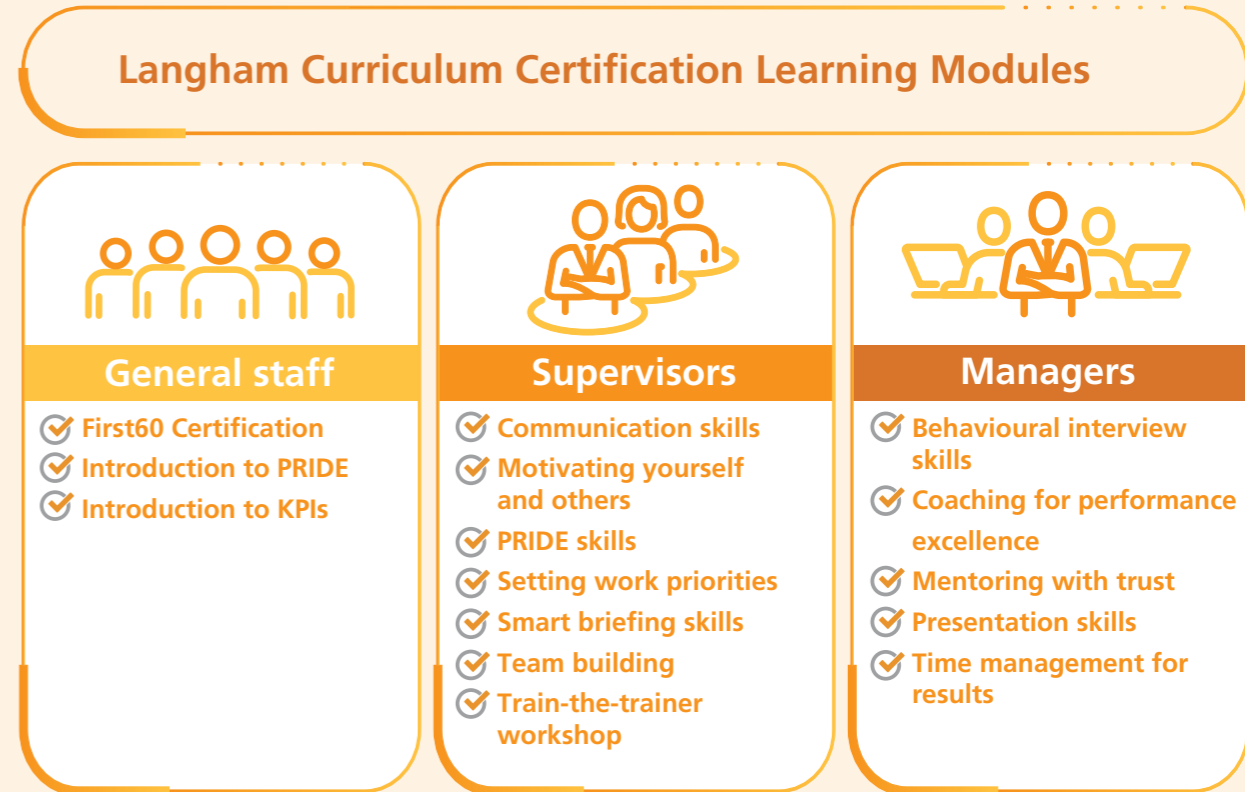 Langham Curriculum Certification Learning Modules
General staff
First60 Certification
Introduction to PRIDE
Introduction to KPIs
Supervisors
Communication skills
Motivating yourself
and others
PRIDE skills
Setting work priorities
Smart briefing skills
Team building
Train-the-trainer
workshop
Managers
Behavioural interview
skills
Coaching for performance
excellence
Mentoring with trust
Presentation skills
Time management for
results